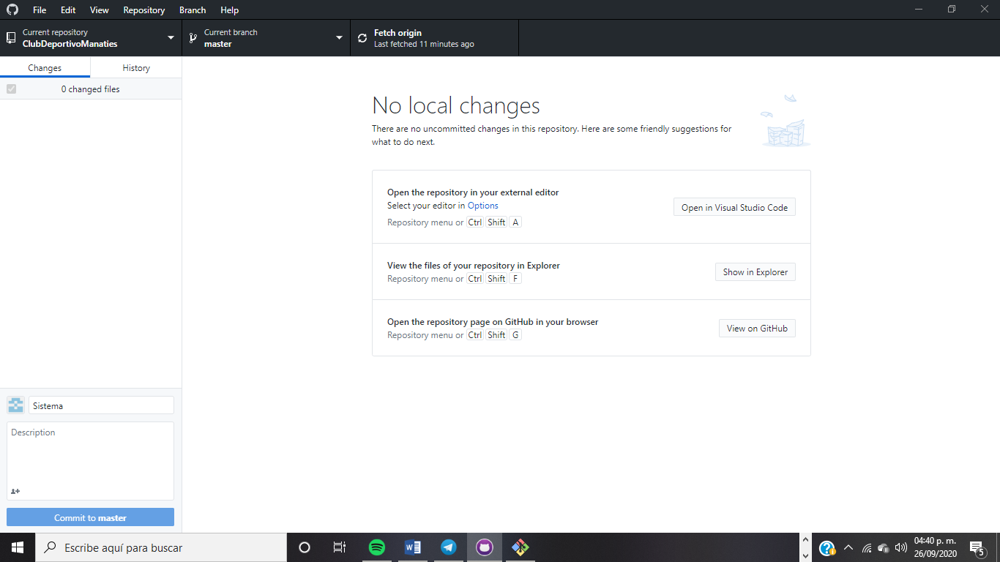 File Edit View Repository Branch Help
Current repository
ClubDeportivoManaties
Current branch
master
Fetch origin
Last fetched 11 minutes ago
Changes History
0 changed files
No local changes
There are no uncommitted changes in this repository. Here are some friendly suggestions for
what to do next.
Open the repository in your external editor
Select your editor in Options
Repository menu or Ctrl Shift A
Open in Visual Studio Code
View the files of your repository in Explorer
Repository menu or Ctrl Shift F
Show in Explorer
Open the repository page on GitHub in your browser
Repository menu or Ctrl Shift G
View on GitHub
Sistema
Description
Commit to master
Escribe aquí para buscar
04:40 p. m.
26/09/2020
5